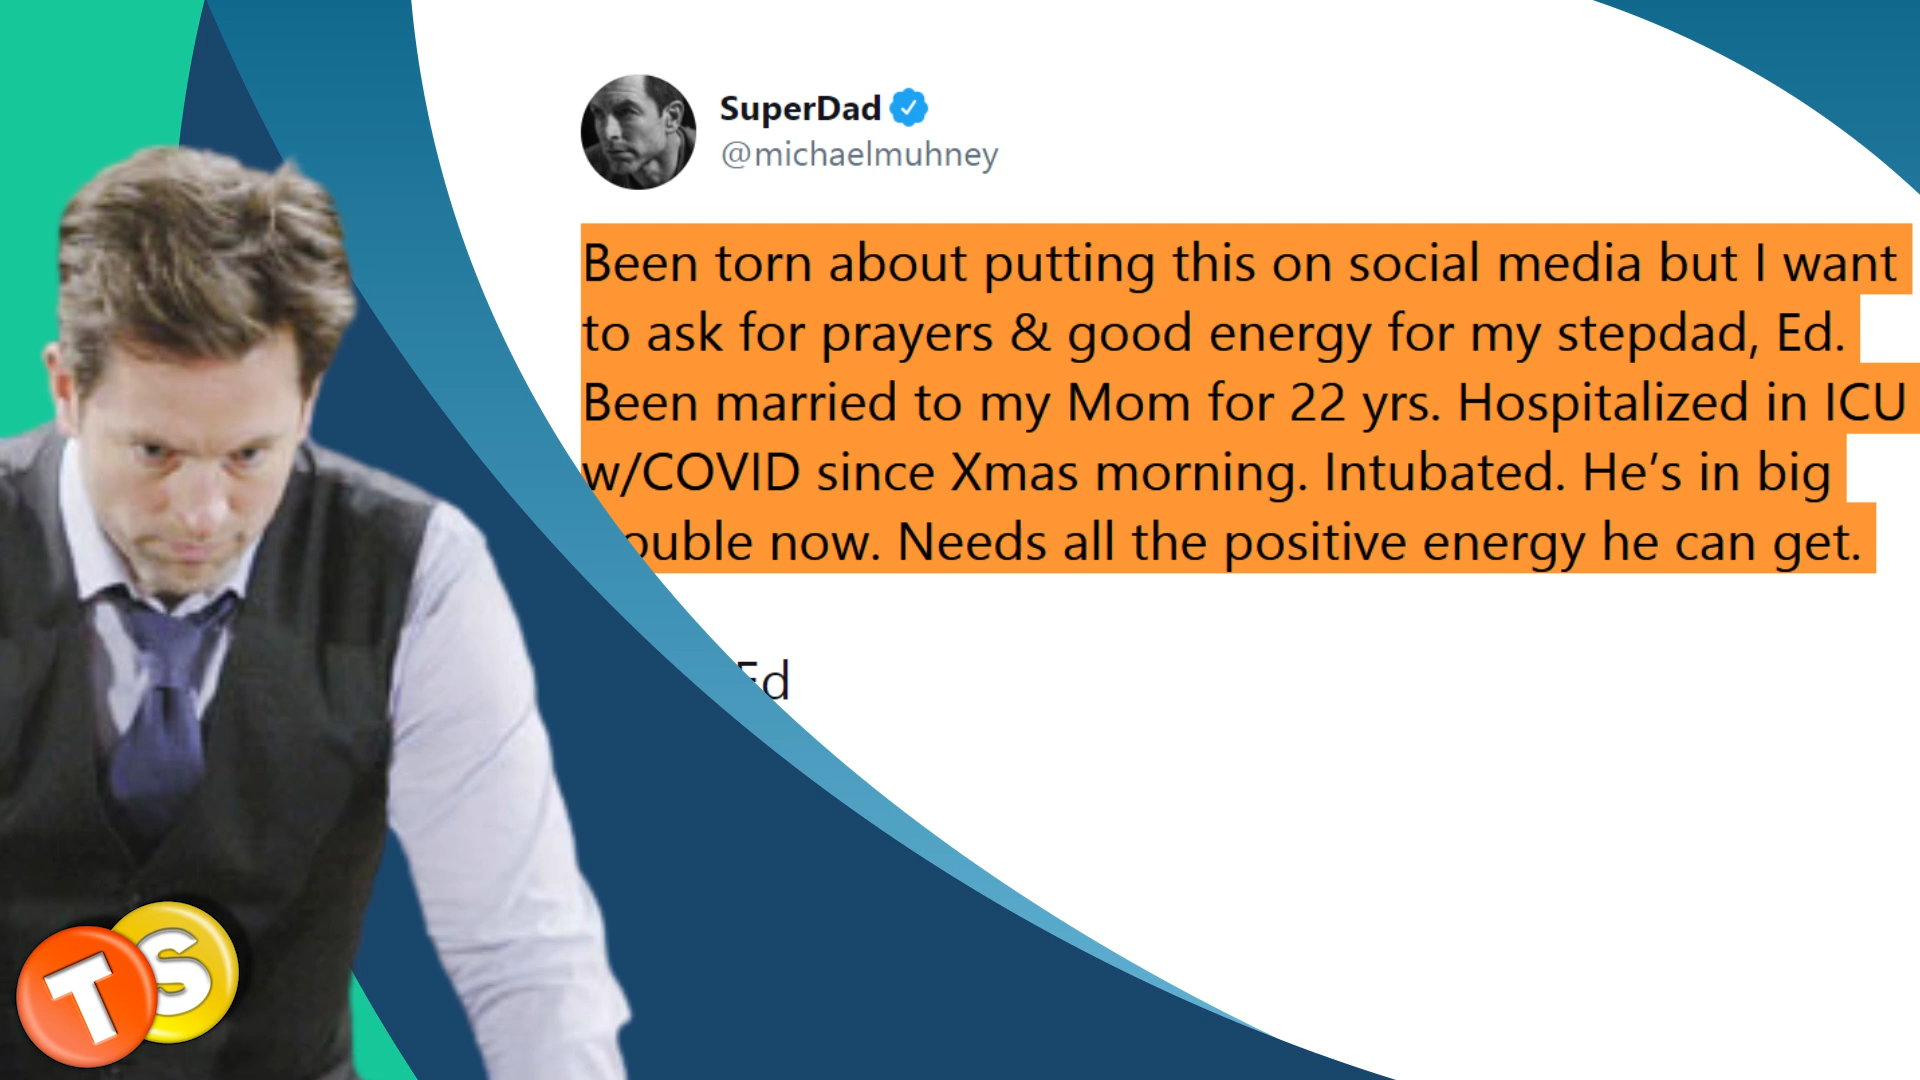 SuperDad
@michaelmuhney
Been torn about putting this on social media but I want
to ask for prayers & good energy for my stepdad, Ed.
Been married to my Mom for 22 yrs. Hospitalized in ICU
w/COVID since Xmas morning. Intubated. He’s in big
ouble now. Needs all the positive energy he can get.
Ed
TS